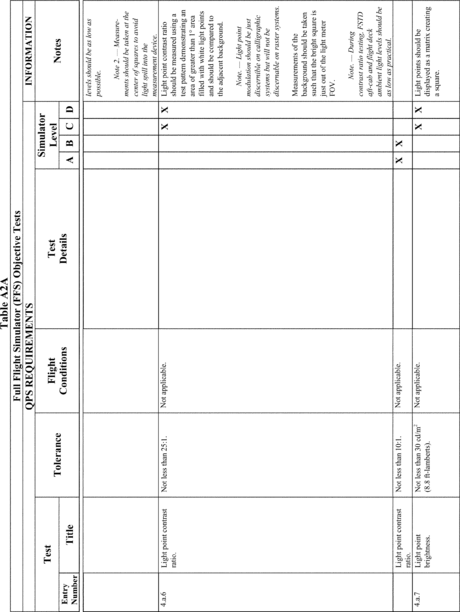 Table A2A
Full Flight Simulator (FFS) Objective Tests
QPS REQUIREMENTS
INFORMATION
Test
Tolerance
Flight
Conditions
Test
Details
Simulator
Level
Notes
Entry
Number
Title
A B C D
levels should be as low as
possible.
Note 2. — Measure-
ments should be taken at the
center of squares to avoid
light spill into the
measurement device.
4.a.6
Light point contrast
ratio.
Not less than 25:1.
Not applicable.
X X
Light point contrast ratio
should be measured using a
test pattern demonstrating an
area of greater than 1° area
filled with white light points
and should be compared to
the adjacent background.
Note. — Light point
modulation should be just
discernible on calligraphic
systems but will not be
discernable on raster systems.
Measurements of the
background should be taken
such that the bright square is
just out of the light meter
FOV.
Note. — During
contrast ratio testing, FSTD
aft-cab and flight deck
ambient light levels should be
as low as practical.
Light point contrast
ratio.
Not less than 10:1.
Not applicable.
X X
4.a.7
Light point
brightness.
Not less than 30 cd/m²
(8.8 ft-lamberts).
Not applicable.
X X
Light points should be
displayed as a matrix creating
a square.